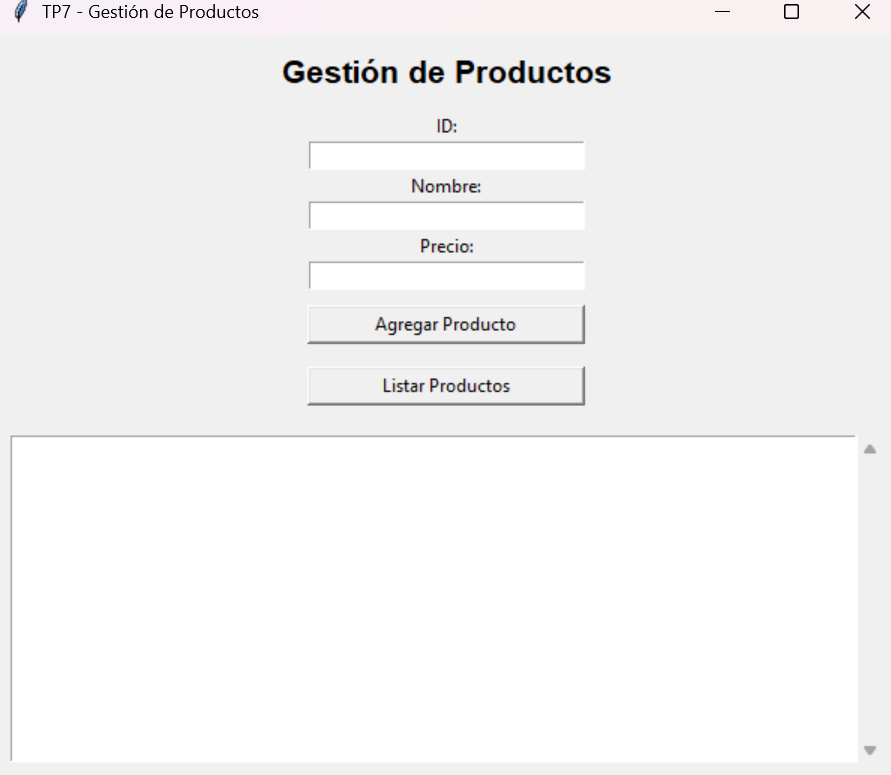 TP7 - Gestión de Productos
Gestión de Productos
ID:
Nombre:
Precio:
Agregar Producto
Listar Productos